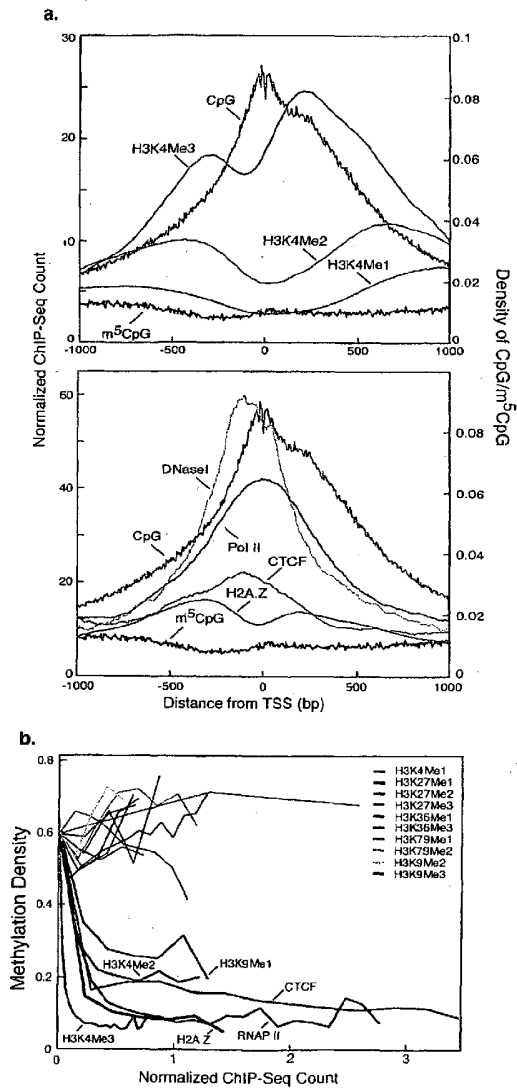 a.
30
20
10
0
0.1
0.08
0.06
0.04
0.02
0
CpG
H3K4Me3
H3K4Me2
H3K4Me1
m5CpG
-1000
-500
0
500
1000
Normalized ChIP-Seq Count
Density of CpG/m5CpG
60
40
20
0
0.08
0.06
0.04
0.02
0
DNaseI
CpG
Pol II
CTCF
H2A.Z
m5CpG
-1000
-500
0
500
1000
Distance from TSS (bp)
b.
0.8
0.6
0.4
0.2
0
Methylation Density
H3K4Me1
H3K27Me1
H3K27Me2
H3K27Me3
H3K36Me1
H3K36Me3
H3K79Me1
H3K79Me2
H3K9Me2
H3K9Me3
H3K4Me2
H3K9Me1
CTCF
H3K4Me3
H2A.Z
RNAP II
0
1
2
3
Normalized ChIP-Seq Count